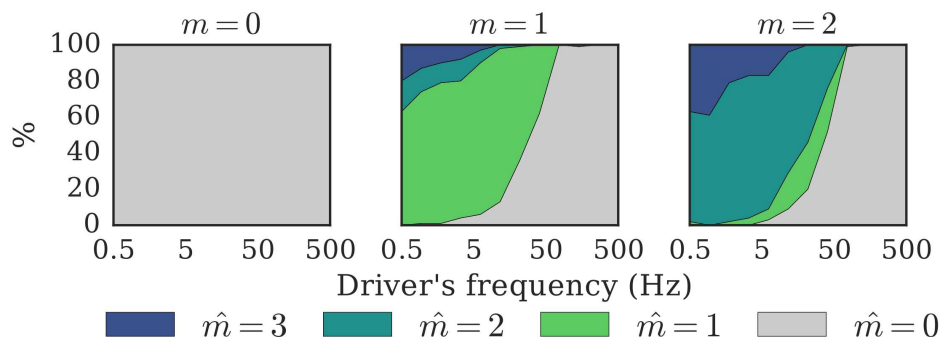 m = 0 m = 1 m = 2
100
80
60
40
20
0
%
0.5 5 50 500 0.5 5 50 500 0.5 5 50 500
Driver's frequency (Hz)
m̂ = 3 m̂ = 2 m̂ = 1 m̂ = 0